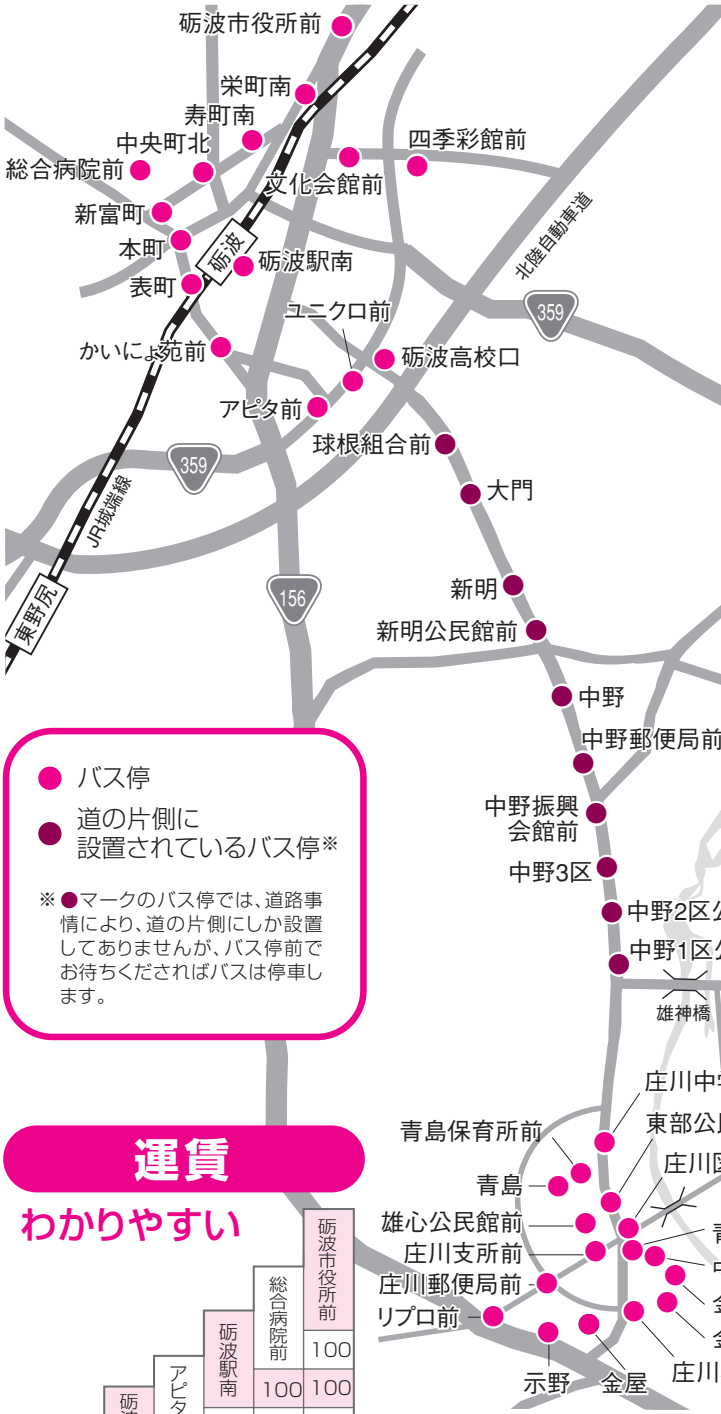 砺波市役所前
栄町南
寿町南
中央町北
総合病院前
四季彩館前
文化会館前
新富町
本町
砺波
砺波駅南
表町
北陸自動車道
ユニクロ前
359
かいにょ苑前
砺波高校口
アピタ前
球根組合前
359
大門
JR城端線
東野尻
156
新明
新明公民館前
中野
中野郵便局前
バス停
道の片側に
設置されているバス停※
中野振興
会館前
中野3区
※●マークのバス停では、道路事
情により、道の片側にしか設置
してありませんが、バス停前で
お待ちくださればバスは停車し
ます。
中野2区公
中野1区公
雄神橋
庄川中学
青島保育所前
東部公民
運賃
庄川区
青島
わかりやすい
雄心公民館前
青
庄川支所前
中
庄川郵便局前
金
リプロ前
金
示野
金屋
庄川
砺波市役所前
総合病院前
100
砺波駅南
100
100
アピタ
砺波